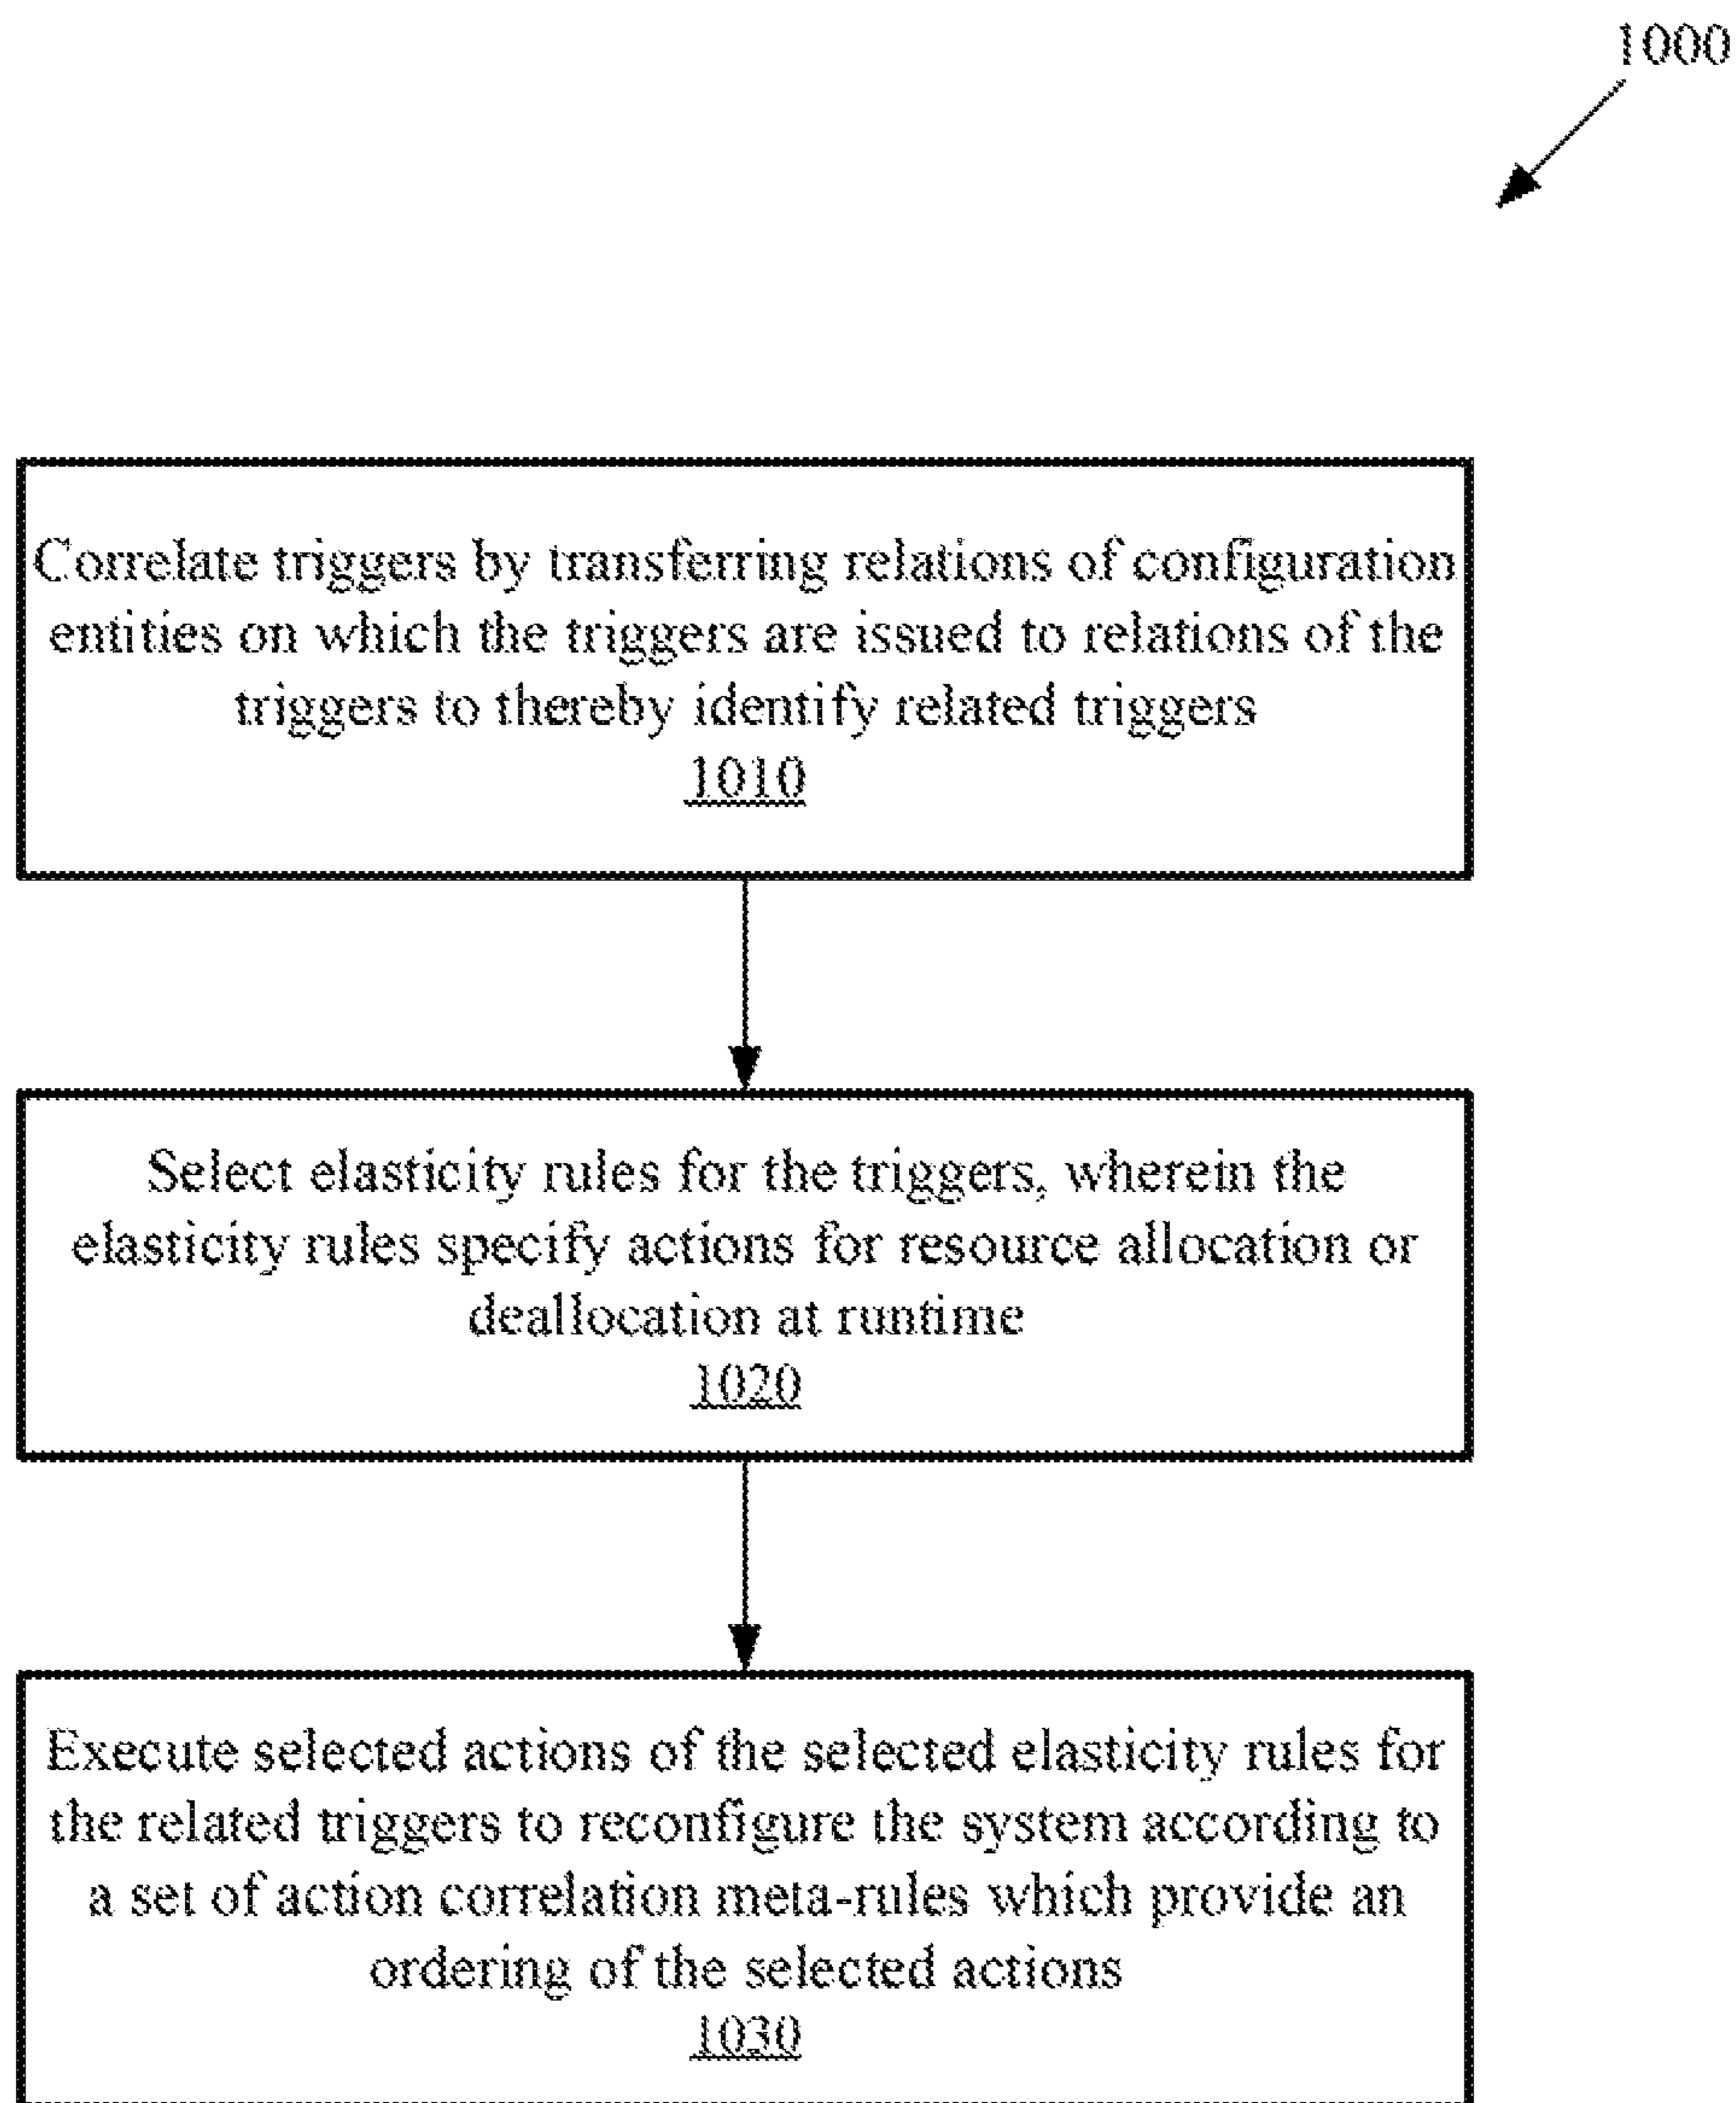 1000
Correlate triggers by transferring relations of configuration
entities on which the triggers are issued to relations of the
triggers to thereby identify related triggers
1010
Select elasticity rules for the triggers, wherein the
elasticity rules specify actions for resource allocation or
deallocation at runtime
1020
Execute selected actions of the selected elasticity rules for
the related triggers to reconfigure the system according to
a set of action correlation meta-rules which provide an
ordering of the selected actions
1030